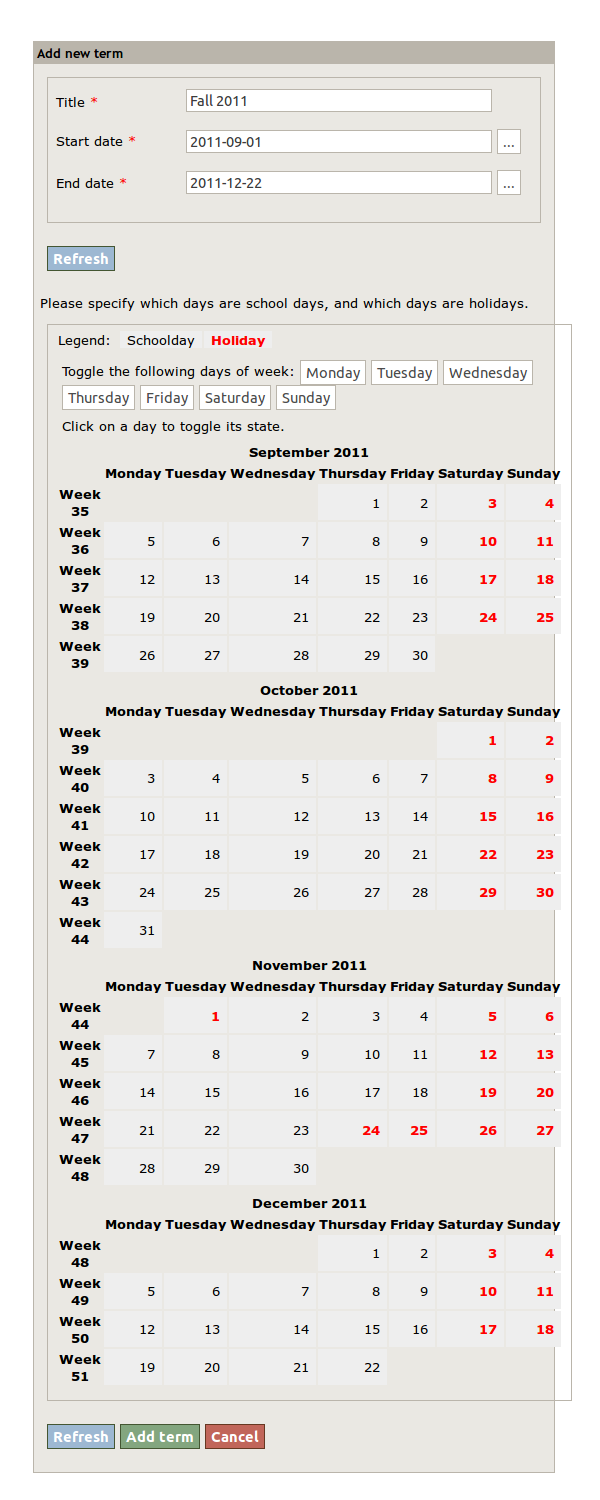 Add new term
Title *
Fall 2011
Start date *
2011-09-01
...
End date *
2011-12-22
...
Refresh
Please specify which days are school days, and which days are holidays.
Legend: Schoolday Holiday
Toggle the following days of week: Monday Tuesday Wednesday
Thursday Friday Saturday Sunday
Click on a day to toggle its state.
September 2011
Monday Tuesday Wednesday Thursday Friday Saturday Sunday
Week 35 1 2 3 4
Week 36 5 6 7 8 9 10 11
Week 37 12 13 14 15 16 17 18
Week 38 19 20 21 22 23 24 25
Week 39 26 27 28 29 30
October 2011
Monday Tuesday Wednesday Thursday Friday Saturday Sunday
Week 39 1 2
Week 40 3 4 5 6 7 8 9
Week 41 10 11 12 13 14 15 16
Week 42 17 18 19 20 21 22 23
Week 43 24 25 26 27 28 29 30
Week 44 31
November 2011
Monday Tuesday Wednesday Thursday Friday Saturday Sunday
Week 44 1 2 3 4 5 6
Week 45 7 8 9 10 11 12 13
Week 46 14 15 16 17 18 19 20
Week 47 21 22 23 24 25 26 27
Week 48 28 29 30
December 2011
Monday Tuesday Wednesday Thursday Friday Saturday Sunday
Week 48 1 2 3 4
Week 49 5 6 7 8 9 10 11
Week 50 12 13 14 15 16 17 18
Week 51 19 20 21 22
Refresh Add term Cancel